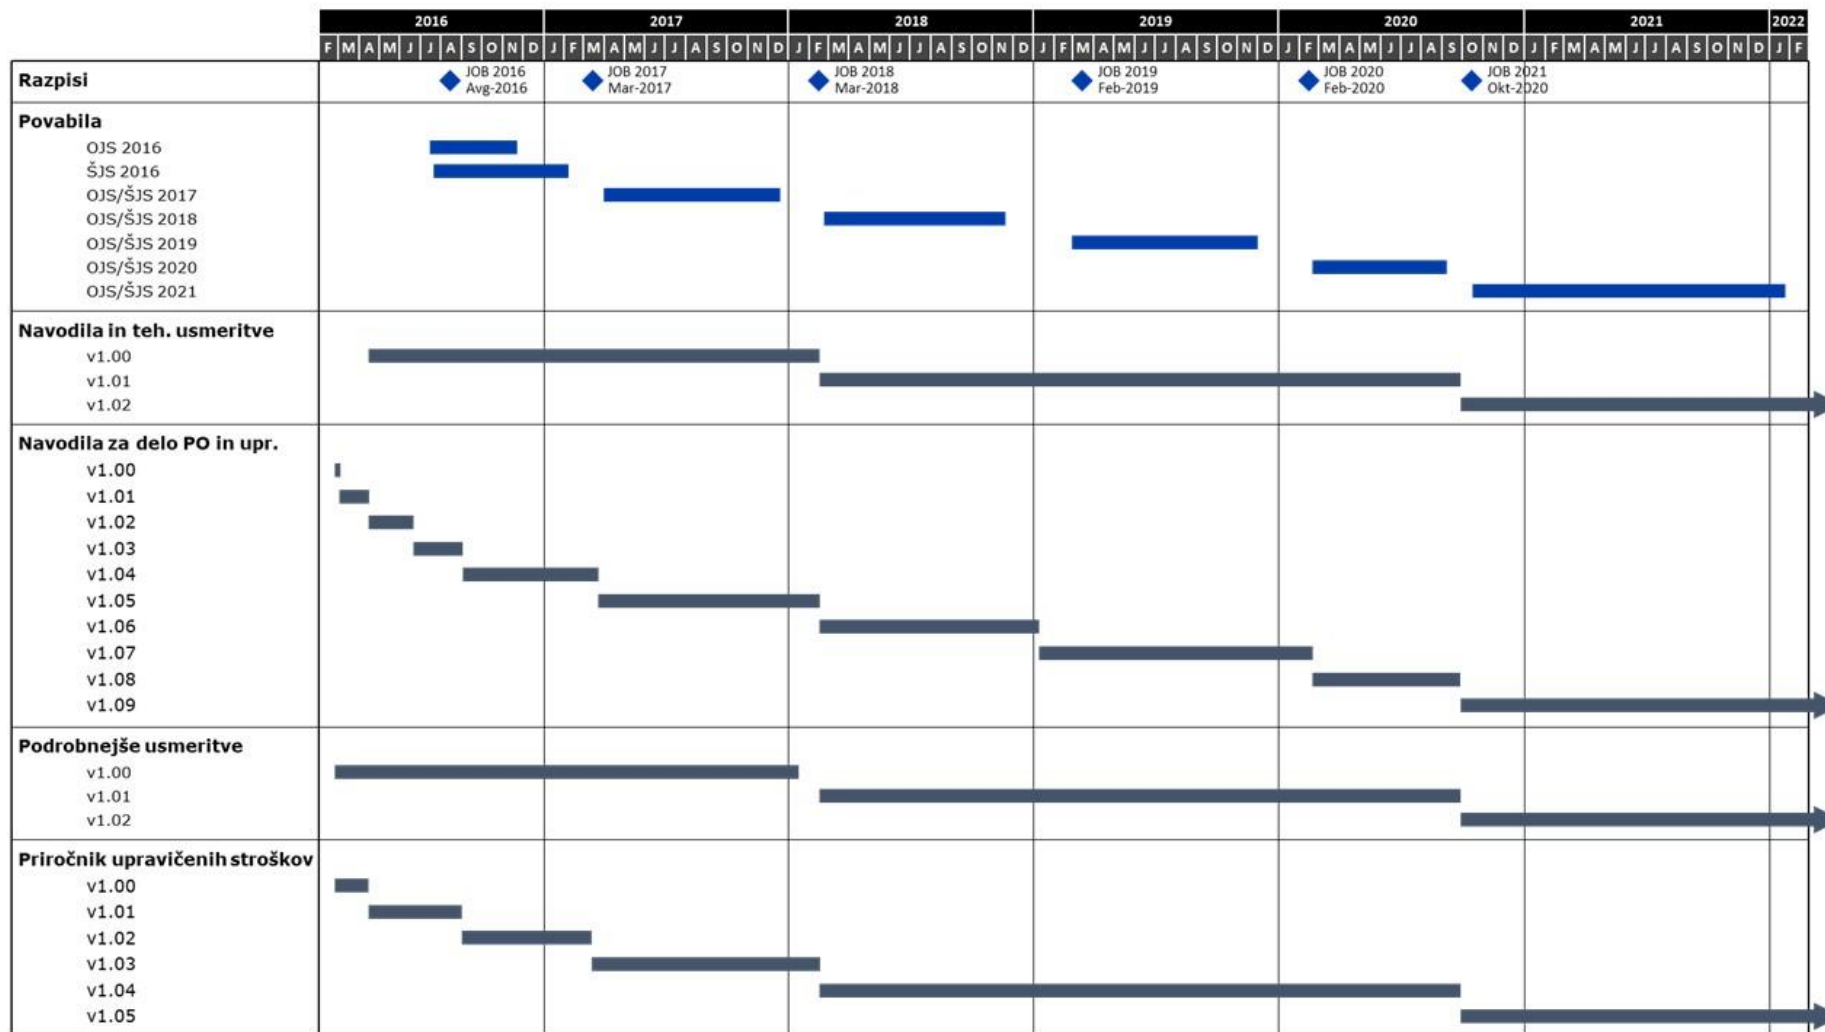 2016 2017 2018 2019 2020 2021 2022
F M A M J J A S O N D J F M A M J J A S O N D J F M A M J J A S O N D J F M A M J J A S O N D J F M A M J J A S O N D J F M A M J J A S O N D J F
Razpisi
JOB 2016
Avg-2016
JOB 2017
Mar-2017
JOB 2018
Mar-2018
JOB 2019
Feb-2019
JOB 2020
Feb-2020
JOB 2021
Okt-2020
Povabila
OJS 2016
ŠJS 2016
OJS/ŠJS 2017
OJS/ŠJS 2018
OJS/ŠJS 2019
OJS/ŠJS 2020
OJS/ŠJS 2021
Navodila in teh. usmeritve
v1.00
v1.01
v1.02
Navodila za delo PO in upr.
v1.00
v1.01
v1.02
v1.03
v1.04
v1.05
v1.06
v1.07
v1.08
v1.09
Podrobnejše usmeritve
v1.00
v1.01
v1.02
Priročnik upravičenih stroškov
v1.00
v1.01
v1.02
v1.03
v1.04
v1.05